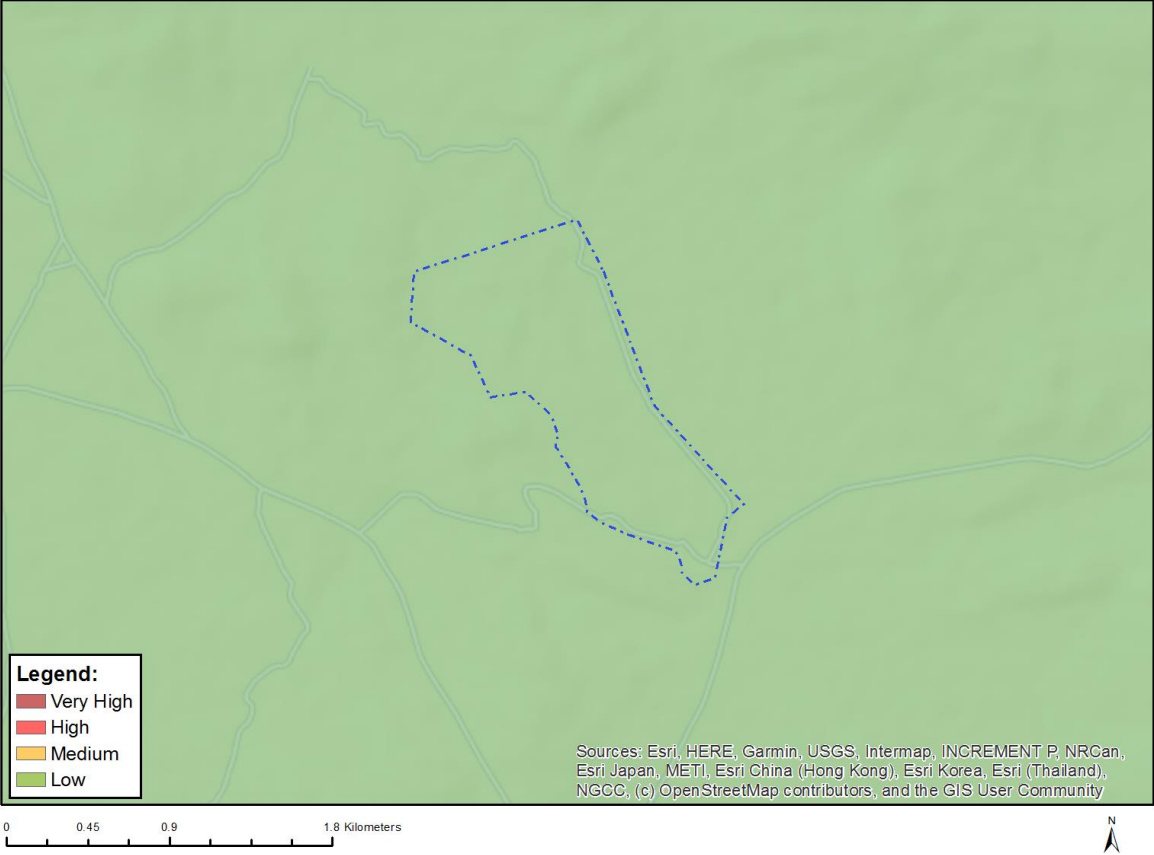 Legend:
Very High
High
Medium
Low
Sources: Esri, HERE, Garmin, USGS, Intermap, INCREMENT P, NRCan,
Esri Japan, METI, Esri China (Hong Kong), Esri Korea, Esri (Thailand),
NGCC, (c) OpenStreetMap contributors, and the GIS User Community
0 0.45 0.9 1.8 Kilometers
N